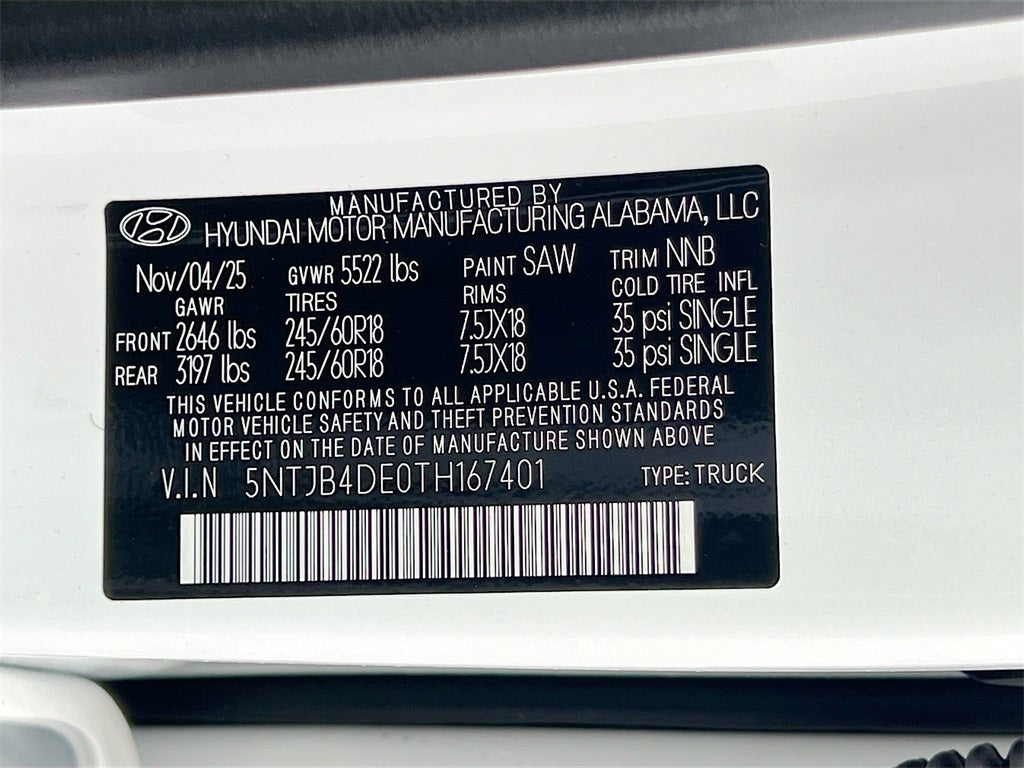 MANUFACTURED BY
HYUNDAI MOTOR MANUFACTURING ALABAMA, LLC
Nov/04/25 GVWR 5522 lbs PAINT SAW TRIM NNB
GAWR TIRES RIMS COLD TIRE INFL
FRONT 2646 lbs 245/60R18 7.5JX18 35 psi SINGLE
REAR 3197 lbs 245/60R18 7.5JX18 35 psi SINGLE
THIS VEHICLE CONFORMS TO ALL APPLICABLE U.S.A. FEDERAL
MOTOR VEHICLE SAFETY AND THEFT PREVENTION STANDARDS
IN EFFECT ON THE DATE OF MANUFACTURE SHOWN ABOVE
V.I.N 5NTJB4DE0TH167401 TYPE: TRUCK